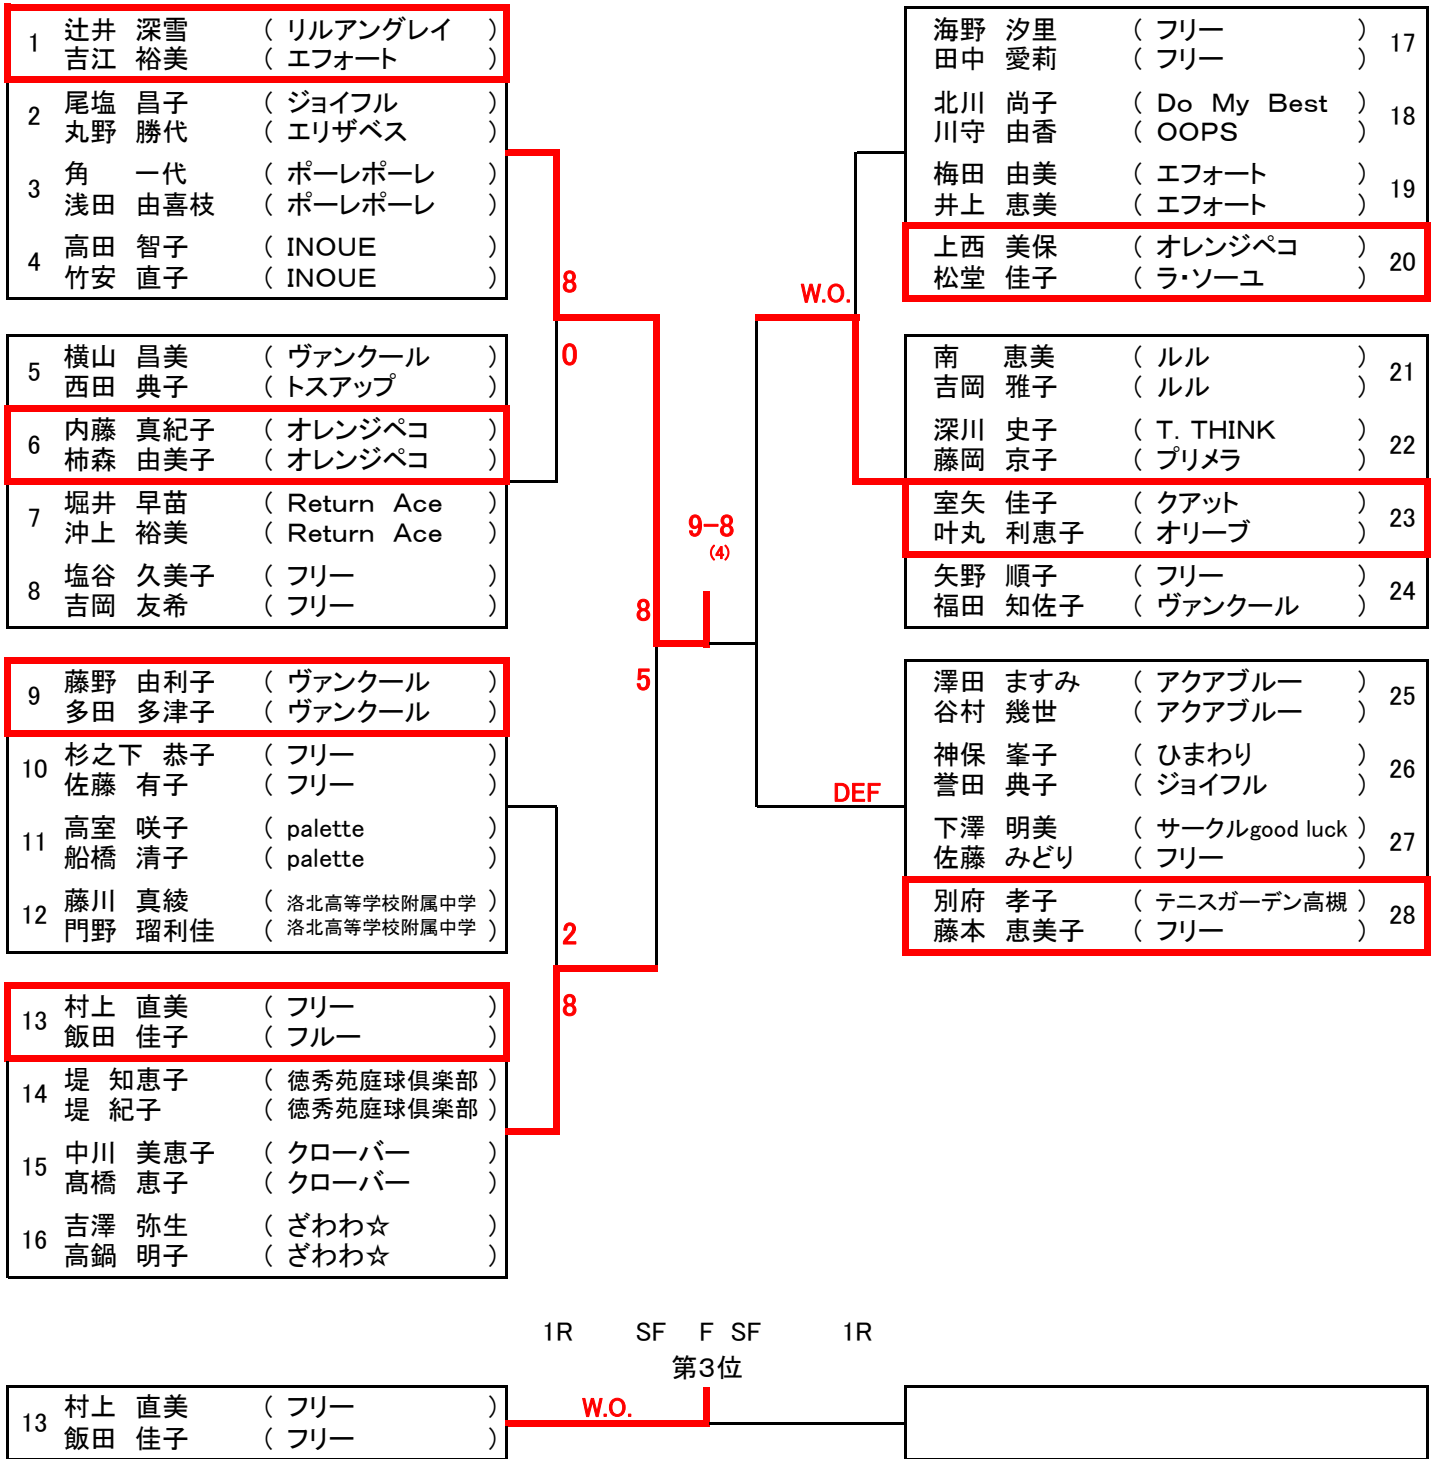 1 辻井 深雪 ( リルアングレイ )
吉江 裕美 ( エフォート )
2 尾塩 昌子 ( ジョイフル )
丸野 勝代 ( エリザベス )
3 角 一代 ( ポーレポーレ )
浅田 由喜枝 ( ポーレポーレ )
4 高田 智子 ( INOUE )
竹安 直子 ( INOUE )
5 横山 昌美 ( ヴァンクール )
西田 典子 ( トスアップ )
6 内藤 真紀子 ( オレンジペコ )
柿森 由美子 ( オレンジペコ )
7 堀井 早苗 ( Return Ace )
沖上 裕美 ( Return Ace )
8 塩谷 久美子 ( フリー )
吉岡 友希 ( フリー )
9 藤野 由利子 ( ヴァンクール )
多田 多津子 ( ヴァンクール )
10 杉之下 恭子 ( フリー )
佐藤 有子 ( フリー )
11 高室 咲子 ( palette )
船橋 清子 ( palette )
12 藤川 真綾 ( 洛北高等学校附属中学 )
門野 瑠利佳 ( 洛北高等学校附属中学 )
13 村上 直美 ( フリー )
飯田 佳子 ( フルー )
14 堤 知恵子 ( 徳秀苑庭球倶楽部 )
堤 紀子 ( 徳秀苑庭球倶楽部 )
15 中川 美恵子 ( クローバー )
髙橋 恵子 ( クローバー )
16 吉澤 弥生 ( ざわわ☆ )
高鍋 明子 ( ざわわ☆ )
8
0
2
8
8
5
9-8
(4)
W.O.
DEF
海野 汐里 ( フリー ) 17
田中 愛莉 ( フリー )
北川 尚子 ( Do My Best ) 18
川守 由香 ( OOPS )
梅田 由美 ( エフォート ) 19
井上 恵美 ( エフォート )
上西 美保 ( オレンジペコ ) 20
松堂 佳子 ( ラ・ソーユ )
南 恵美 ( ルル ) 21
吉岡 雅子 ( ルル )
深川 史子 ( T. THINK ) 22
藤岡 京子 ( プリメラ )
室矢 佳子 ( クアット ) 23
叶丸 利恵子 ( オリーブ )
矢野 順子 ( フリー ) 24
福田 知佐子 ( ヴァンクール )
澤田 ますみ ( アクアブルー ) 25
谷村 幾世 ( アクアブルー )
神保 峯子 ( ひまわり ) 26
誉田 典子 ( ジョイフル )
下澤 明美 ( サークルgood luck ) 27
佐藤 みどり ( フリー )
別府 孝子 ( テニスガーデン高槻 ) 28
藤本 恵美子 ( フリー )
1R SF F SF 1R
第3位
13 村上 直美 ( フリー )
飯田 佳子 ( フリー )
W.O.